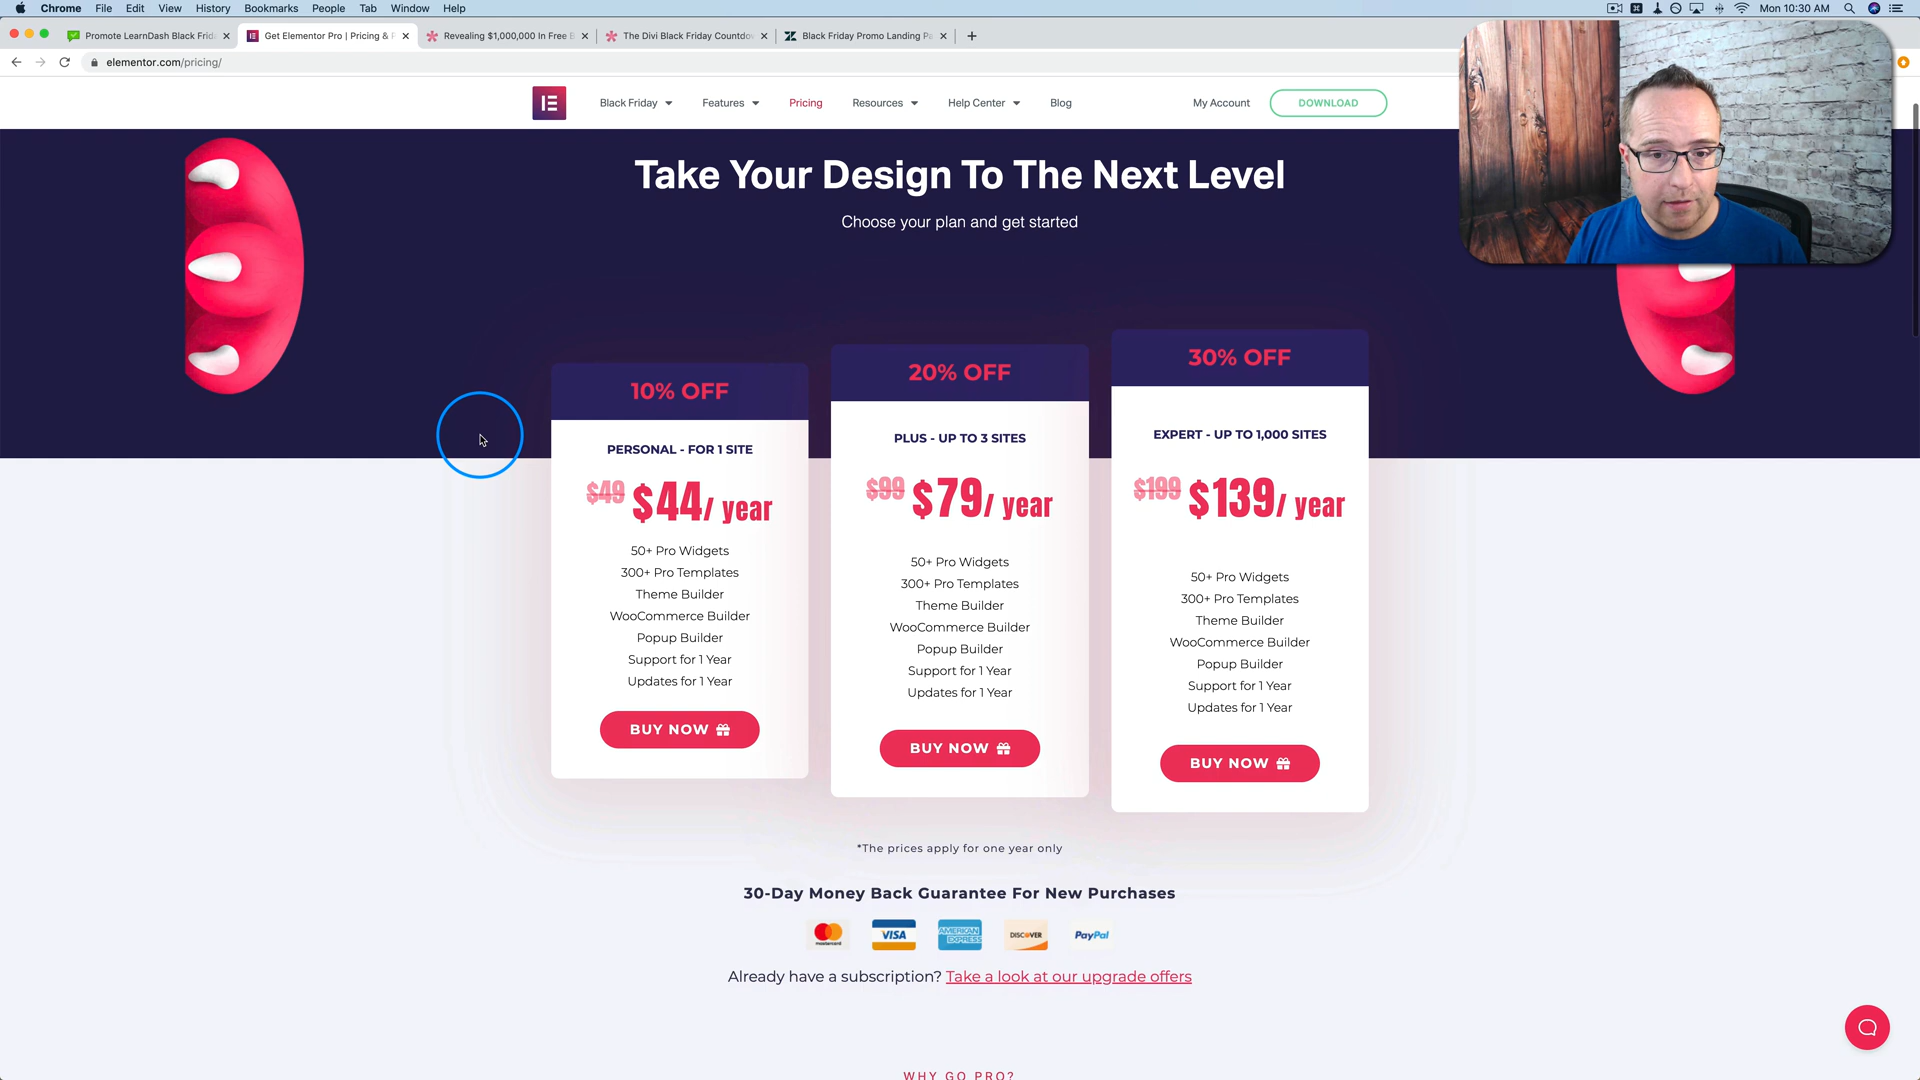 Chrome File Edit View History Bookmarks People Tab Window Help
Mon 10:30 AM
Promote LearnDash Black Frid
Get Elementor Pro | Pricing & P
Revealing $1,000,000 In Free B
The Divi Black Friday Countdo
Black Friday Promo Landing Pa
elementor.com/pricing/
Black Friday Features Pricing Resources Help Center Blog My Account DOWNLOAD
Take Your Design To The Next Level
Choose your plan and get started
10% OFF
PERSONAL - FOR 1 SITE
$49 $44/ year
50+ Pro Widgets
300+ Pro Templates
Theme Builder
WooCommerce Builder
Popup Builder
Support for 1 Year
Updates for 1 Year
BUY NOW
20% OFF
PLUS - UP TO 3 SITES
$99 $79/ year
50+ Pro Widgets
300+ Pro Templates
Theme Builder
WooCommerce Builder
Popup Builder
Support for 1 Year
Updates for 1 Year
BUY NOW
30% OFF
EXPERT - UP TO 1,000 SITES
$199 $139/ year
50+ Pro Widgets
300+ Pro Templates
Theme Builder
WooCommerce Builder
Popup Builder
Support for 1 Year
Updates for 1 Year
BUY NOW
*The prices apply for one year only
30-Day Money Back Guarantee For New Purchases
mastercard VISA AMERICAN EXPRESS DISCOVER PayPal
Already have a subscription? Take a look at our upgrade offers
WHY GO PRO?